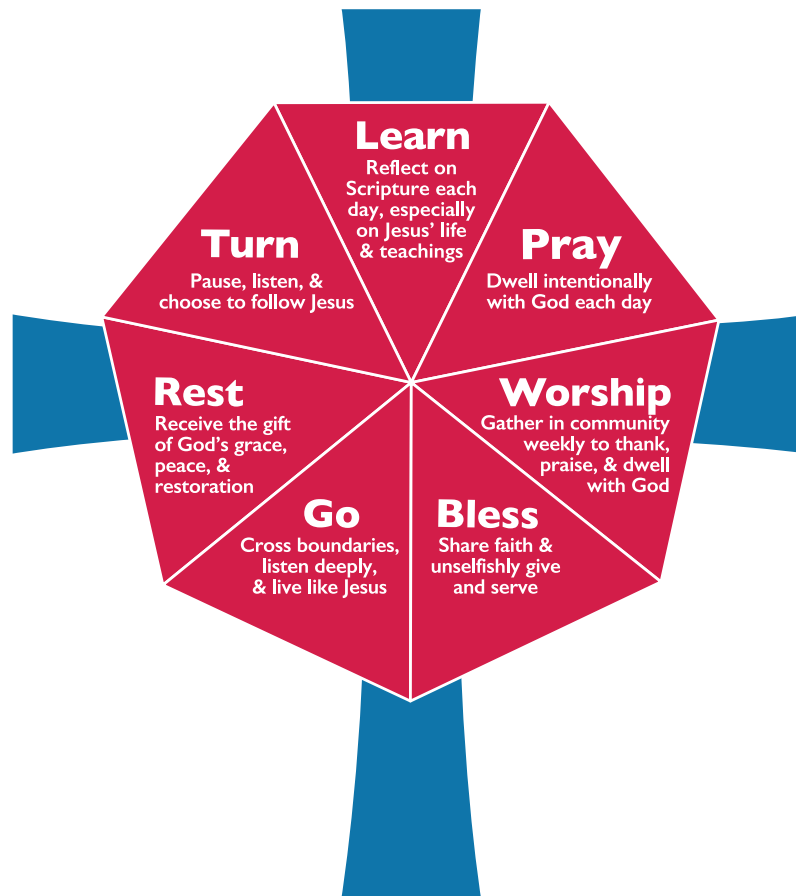 Learn
Reflect on
Scripture each
day, especially
on Jesus’ life
& teachings
Pray
Dwell intentionally
with God each day
Worship
Gather in community
weekly to thank,
praise, & dwell
with God
Bless
Share faith &
unselfishly give
and serve
Go
Cross boundaries,
listen deeply,
& live like Jesus
Rest
Receive the gift
of God’s grace,
peace, &
restoration
Turn
Pause, listen, &
choose to follow Jesus